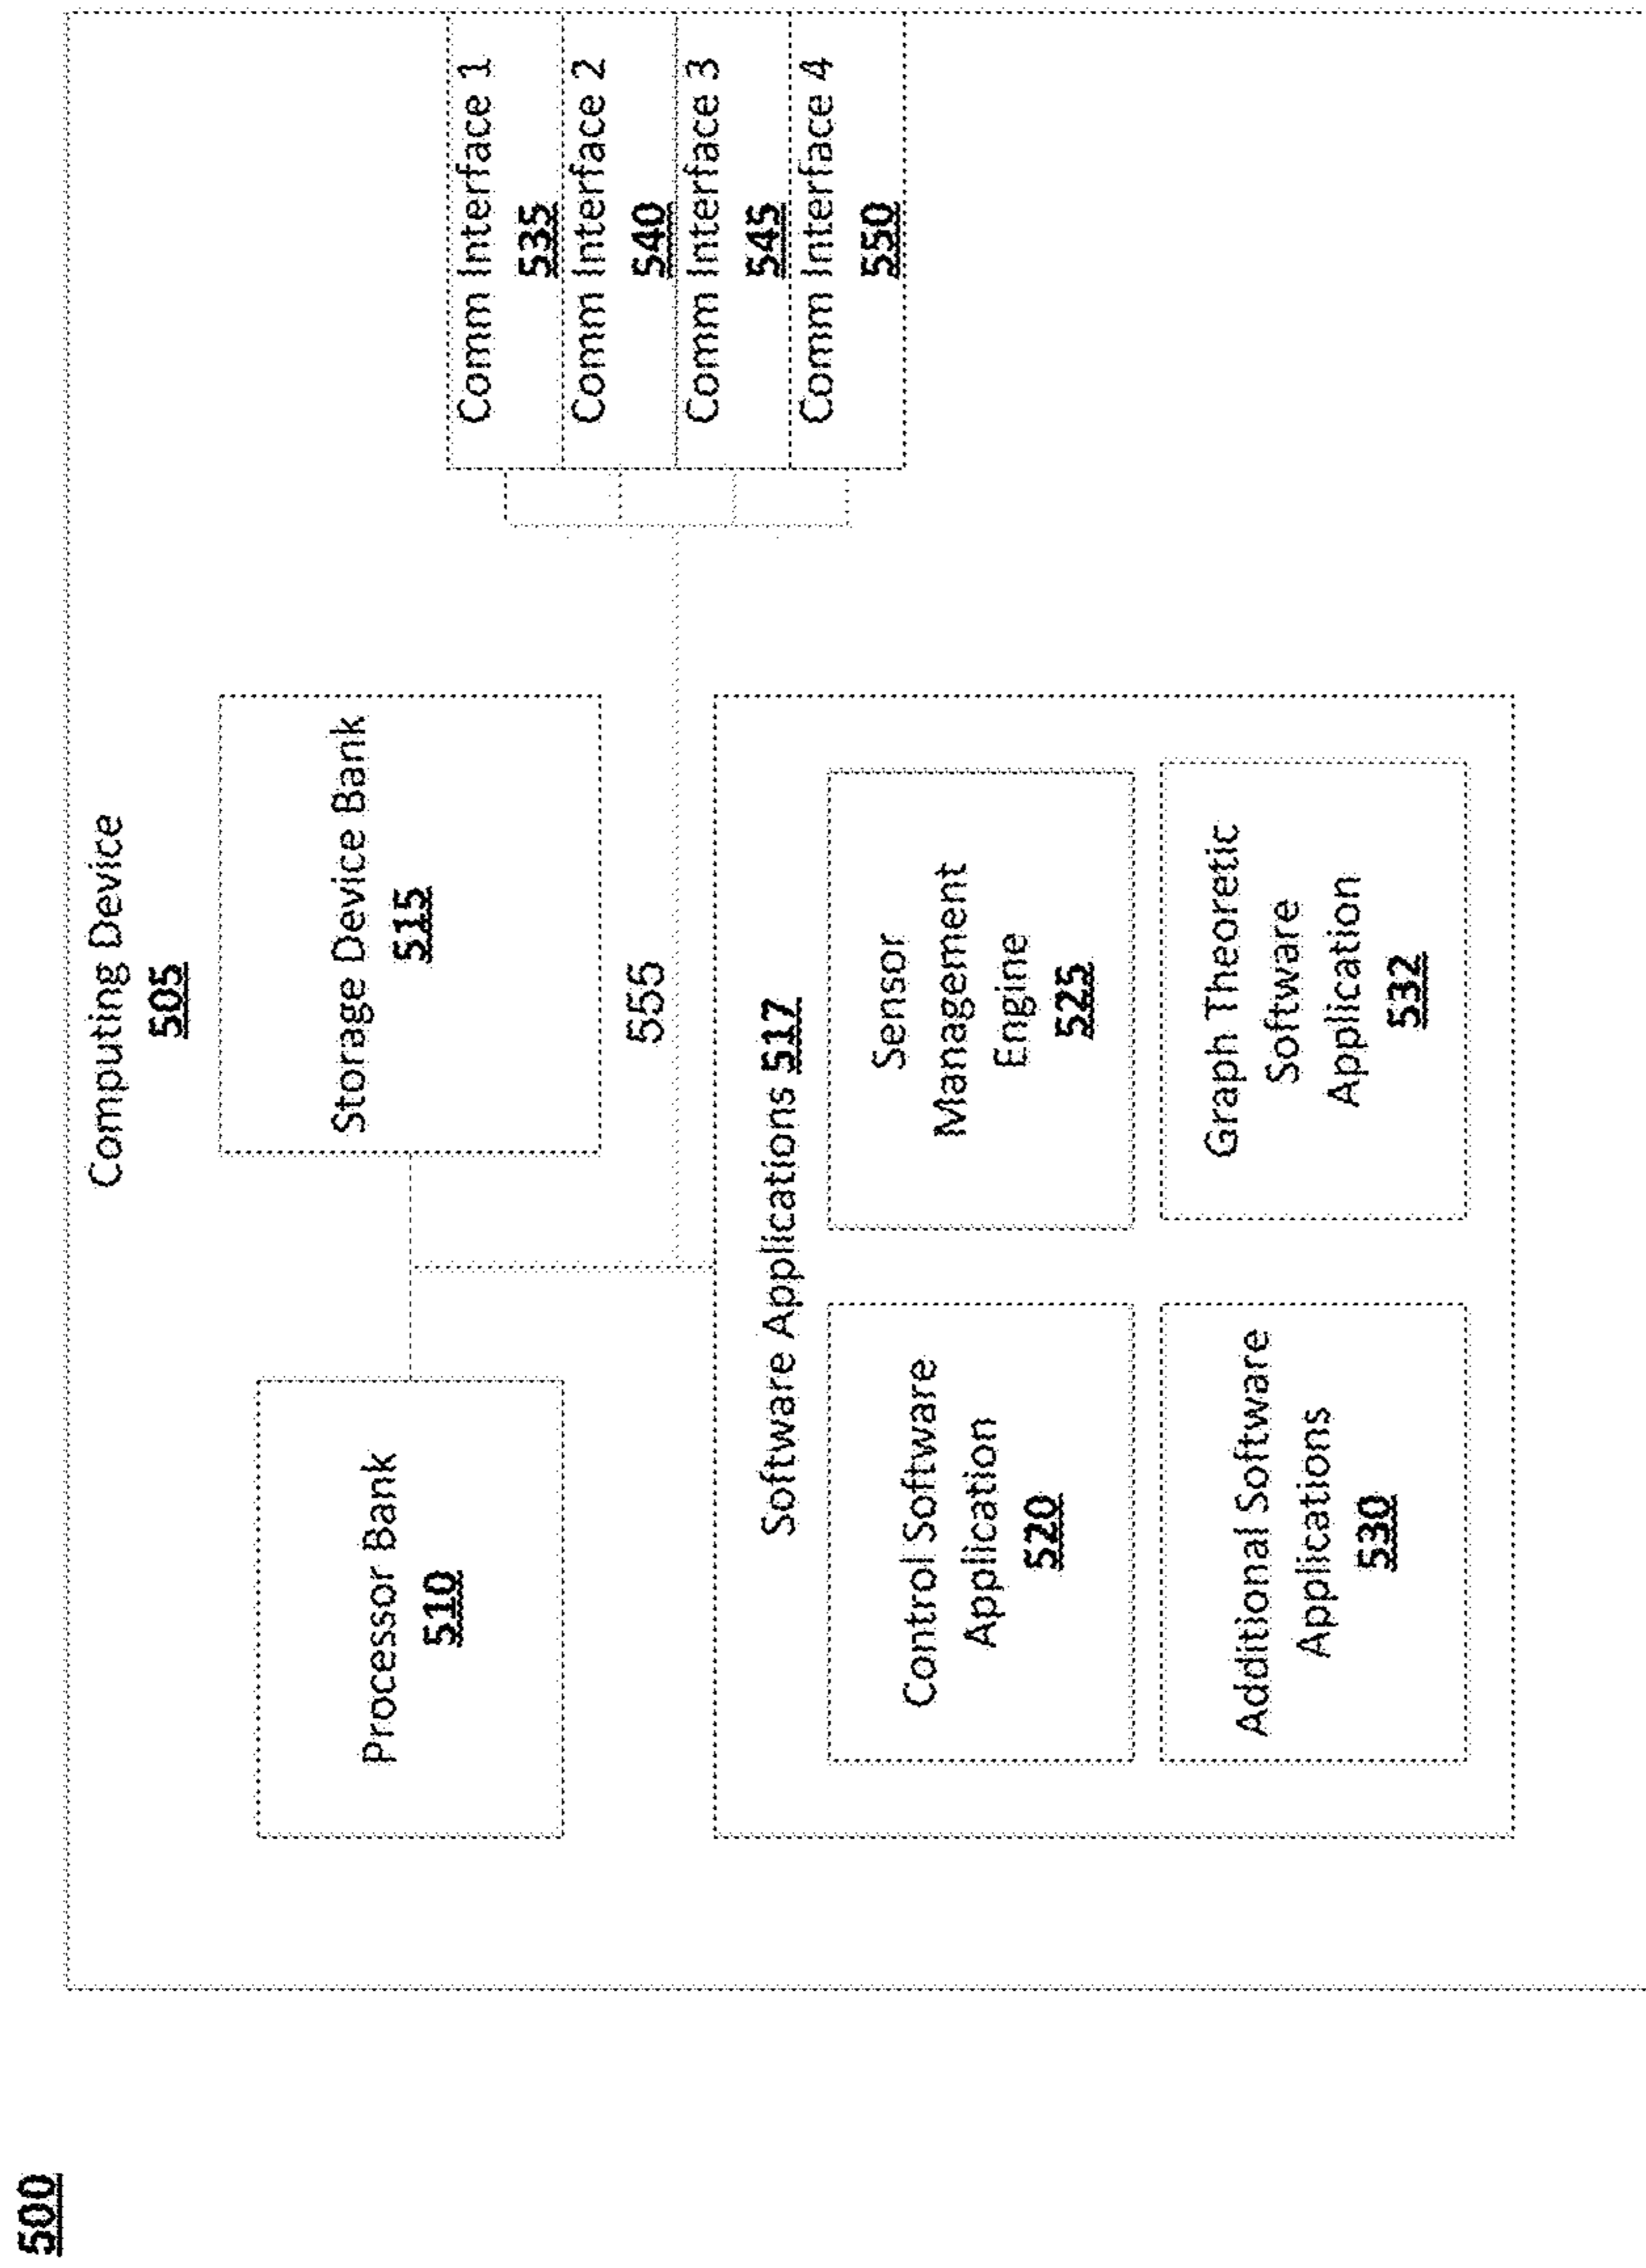 500
Computing Device
505
Processor Bank
510
Storage Device Bank
515
555
Comm Interface 1
535
Comm Interface 2
540
Comm Interface 3
545
Comm Interface 4
550
Software Applications 517
Control Software
Application
520
Sensor
Management
Engine
525
Additional Software
Applications
530
Graph Theoretic
Software
Application
532